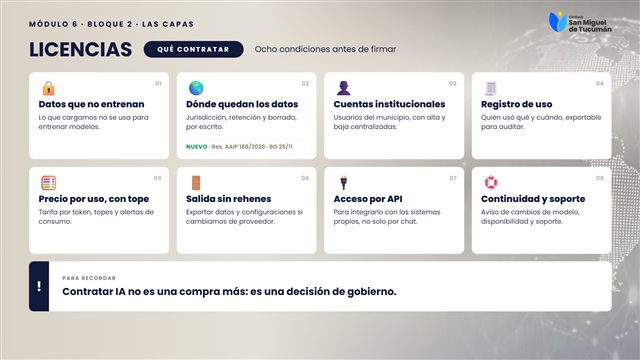 MÓDULO 6 · BLOQUE 2 · LAS CAPAS
Ciudad
San Miguel
de Tucumán
LICENCIAS
QUÉ CONTRATAR
Ocho condiciones antes de firmar
01
Datos que no entrenan
Lo que cargamos no se usa para
entrenar modelos.
02
Dónde quedan los datos
Jurisdicción, retención y borrado,
por escrito.
NUEVO · Res. AAIP 188/2026 · BO 25/11
03
Cuentas institucionales
Usuarios del municipio, con alta y
baja centralizadas.
04
Registro de uso
Quién usó qué y cuándo, exportable
para auditar.
05
Precio por uso, con tope
Tarifa por token, topes y alertas de
consumo.
06
Salida sin rehenes
Exportar datos y configuraciones si
cambiamos de proveedor.
07
Acceso por API
Para integrarlo con los sistemas
propios, no solo por chat.
08
Continuidad y soporte
Aviso de cambios de modelo,
disponibilidad y soporte.
!
PARA RECORDAR
Contratar IA no es una compra más: es una decisión de gobierno.